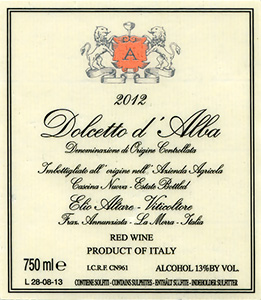 A
2012
Dolcetto d'Alba
Denominazione di Origine Controllata
Imbottigliato all'origine nell'Azienda Agricola
Cascina Nuova - Estate Bottled
Elio Altare - Viticoltore
Fraz. Annunziata - La Morra - Italia
RED WINE
PRODUCT OF ITALY
750 ml e
I.C.R.F. CN961
ALCOHOL 13% BY VOL.
L 28-08-13
CONTIENE SOLFITI - CONTAINS SULPHITES - ENTHÄLT SULFITE - INDEHOLDER SULFITTER